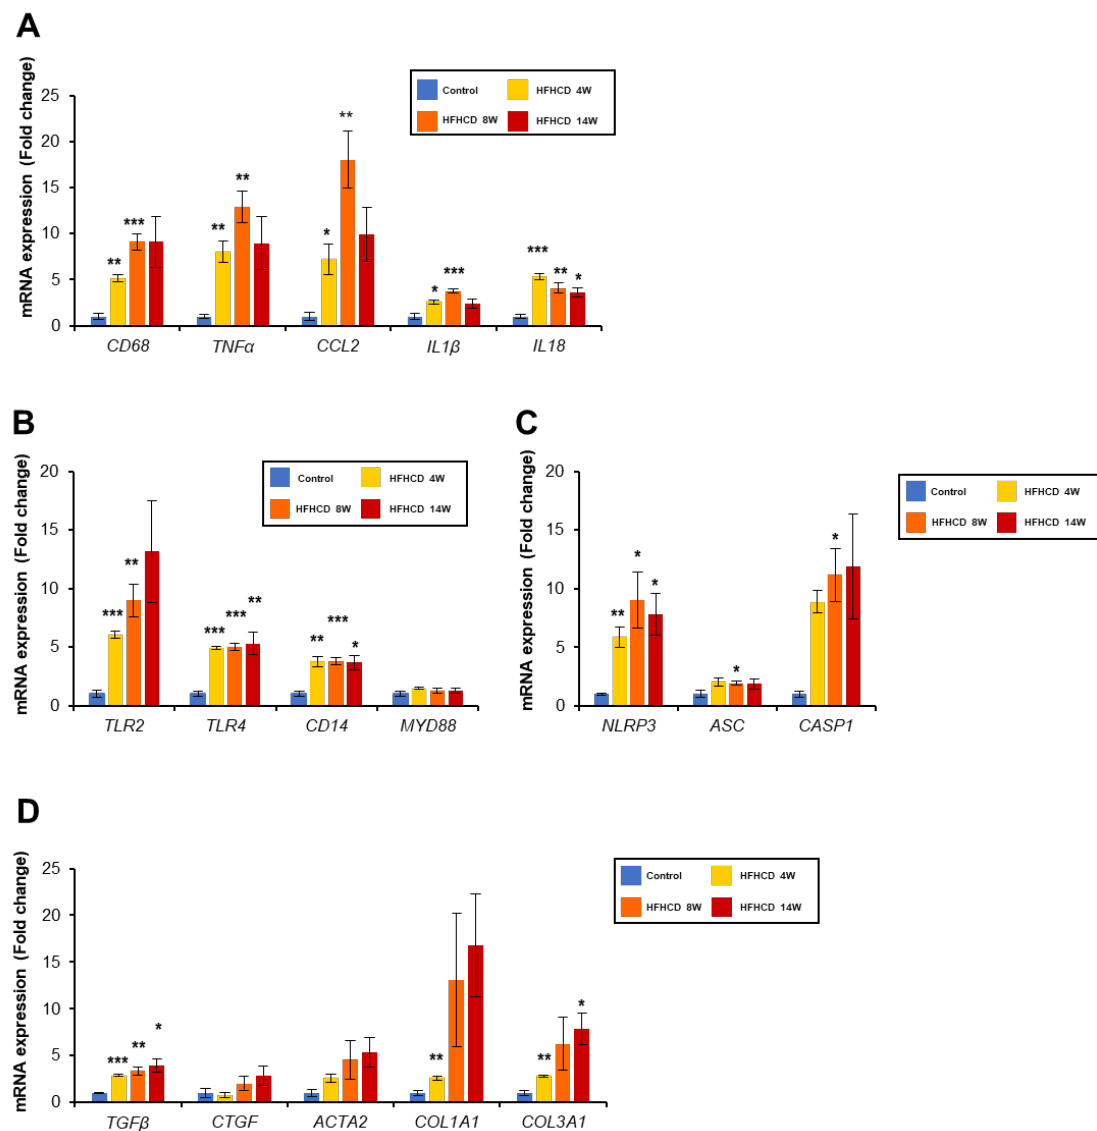 A
mRNA expression (Fold change)
25
20
15
10
5
0
Control
HFHCD 4W
HFHCD 8W
HFHCD 14W
** *** ** ** * ** * *** *** ** *
CD68 TNFα CCL2 IL1β IL18
B
mRNA expression (Fold change)
20
15
10
5
0
Control
HFHCD 4W
HFHCD 8W
HFHCD 14W
*** ** *** *** ** ** *** *
TLR2 TLR4 CD14 MYD88
C
mRNA expression (Fold change)
20
15
10
5
0
Control
HFHCD 4W
HFHCD 8W
HFHCD 14W
** * * * *
NLRP3 ASC CASP1
D
mRNA expression (Fold change)
25
20
15
10
5
0
Control
HFHCD 4W
HFHCD 8W
HFHCD 14W
*** ** * ** ** *
TGFβ CTGF ACTA2 COL1A1 COL3A1